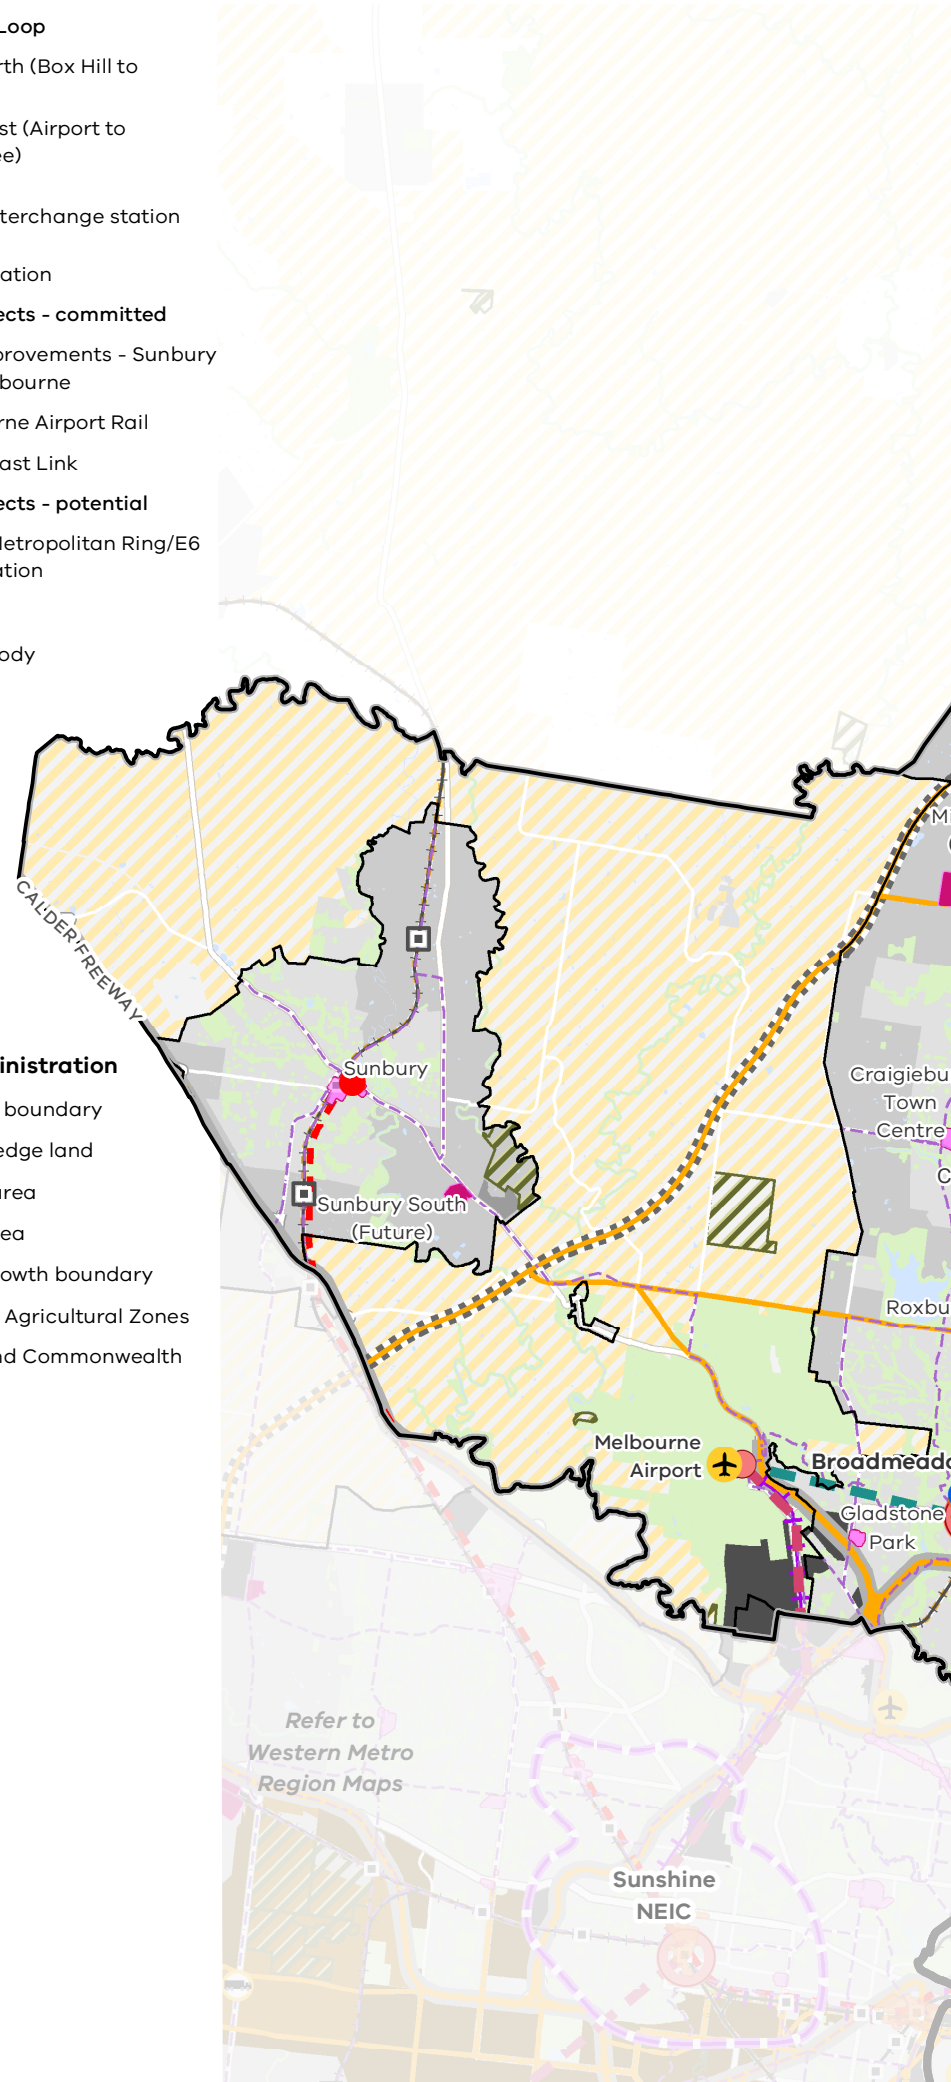 Loop
rth (Box Hill to
st (Airport to
ee)
terchange station
ation
ects - committed
provements - Sunbury
bourne
rne Airport Rail
ast Link
ects - potential
Metropolitan Ring/E6
ation
ody
CALDER FREEWAY
Sunbury
inistration
boundary
edge land
area
ea
owth boundary
Agricultural Zones
nd Commonwealth
Sunbury South
(Future)
Mi
Craigiebu
Town
Centre
C
Roxbu
Melbourne
Airport
Broadmeado
Gladstone
Park
Refer to
Western Metro
Region Maps
Sunshine
NEIC